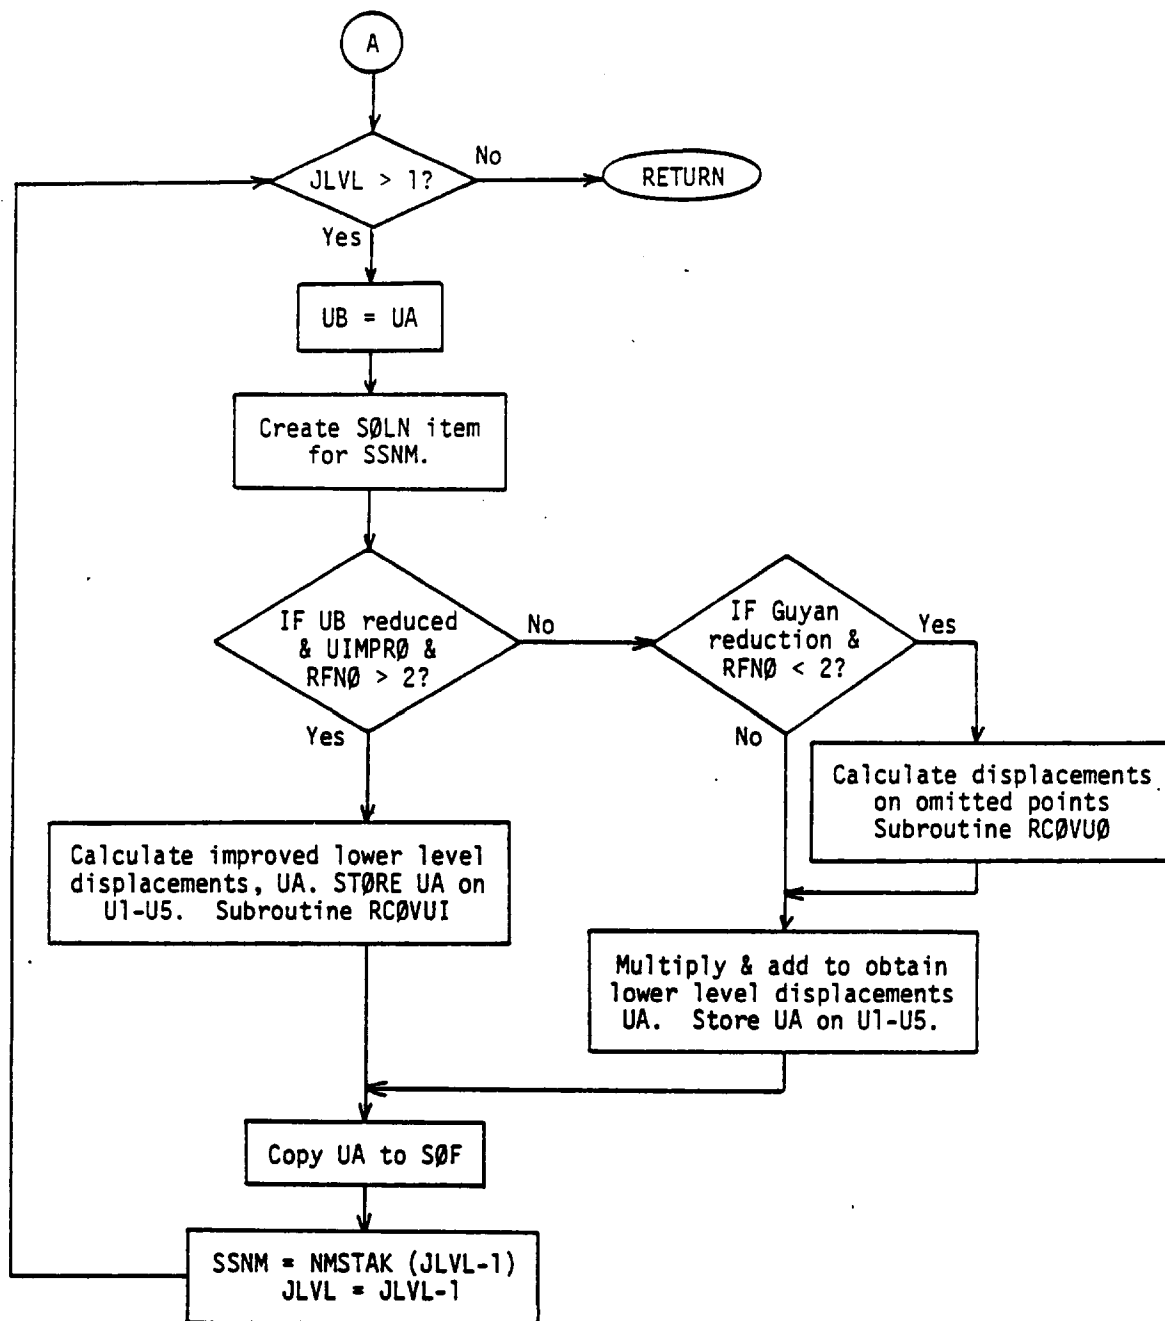 A
JLVL > 1?
No
RETURN
Yes
UB = UA
Create SØLN item
for SSNM.
IF UB reduced
& UIMPRØ &
RFNØ > 2?
No
Yes
IF Guyan
reduction &
RFNØ < 2?
Yes
No
Calculate displacements
on omitted points
Subroutine RCØVUØ
Calculate improved lower level
displacements, UA. STØRE UA on
U1-U5. Subroutine RCØVUI
Multiply & add to obtain
lower level displacements
UA. Store UA on U1-U5.
Copy UA to SØF
SSNM = NMSTAK (JLVL-1)
JLVL = JLVL-1